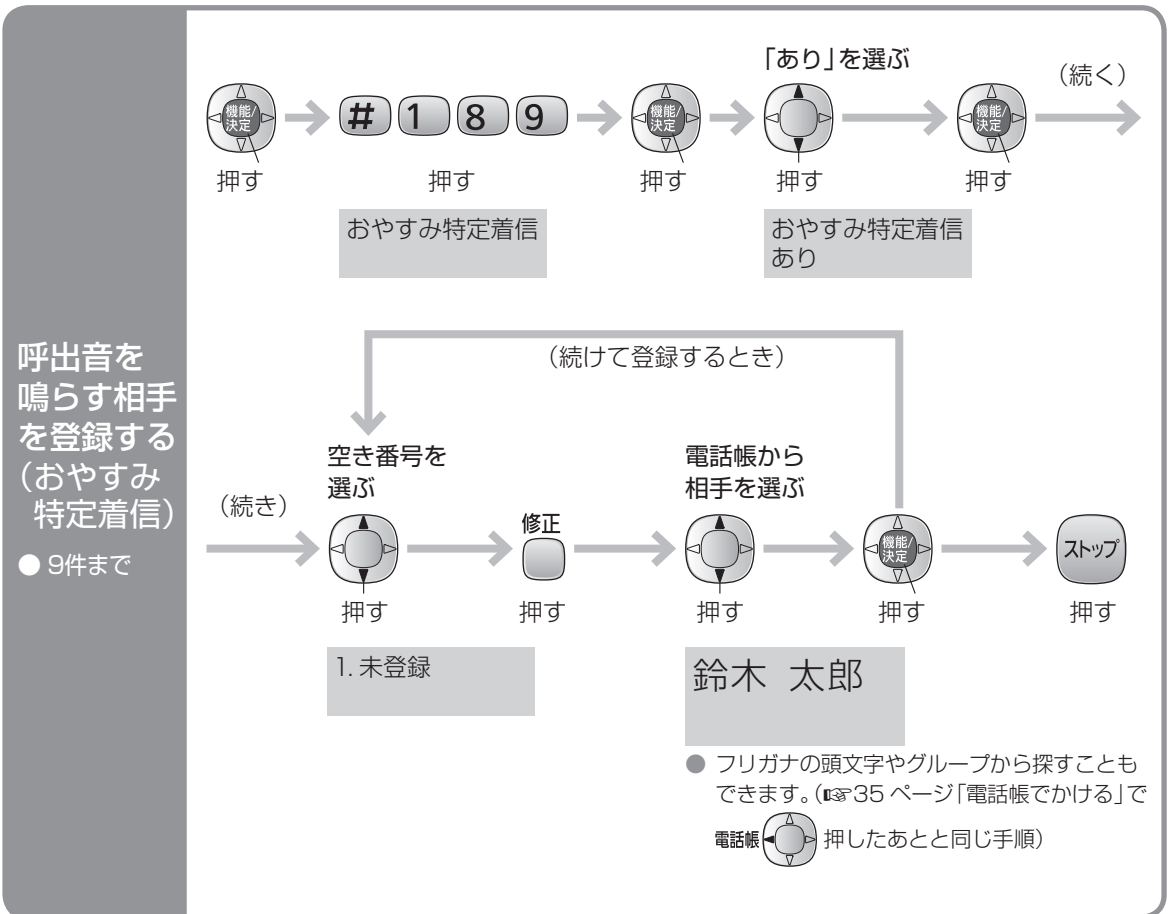 呼出音を
鳴らす相手
を登録する
（おやすみ
特定着信）
● 9件まで
「あり」を選ぶ
（続く）
機能/
決定
# 1 8 9
機能/
決定
機能/
決定
押す 押す 押す 押す 押す
おやすみ特定着信
おやすみ特定着信
あり
（続けて登録するとき）
（続き）
空き番号を
選ぶ
修正
電話帳から
相手を選ぶ
機能/
決定
ストップ
押す 押す 押す 押す 押す
1. 未登録
鈴木 太郎
● フリガナの頭文字やグループから探すことも
できます。（☞35 ページ「電話帳でかける」で
電話帳 押したあとと同じ手順）